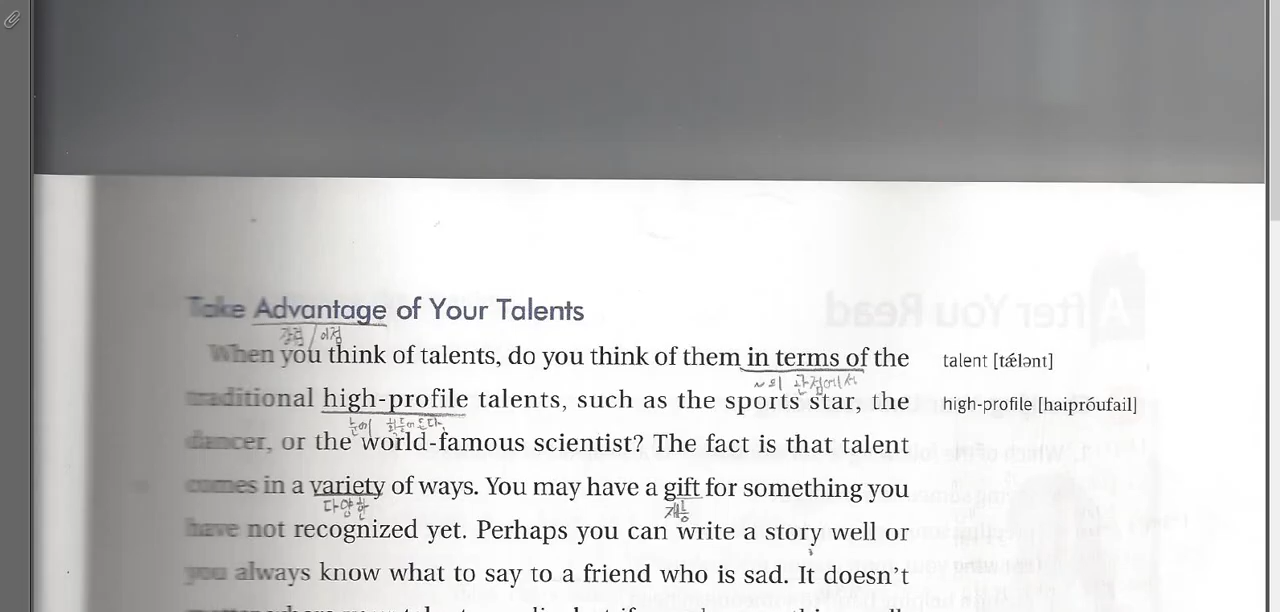 Take Advantage of Your Talents
강점 / 이점
When you think of talents, do you think of them in terms of the
talent [tǽlənt]
~의 관점에서
traditional high-profile talents, such as the sports star, the
high-profile [haipróufail]
눈에
dancer, or the world-famous scientist? The fact is that talent
comes in a variety of ways. You may have a gift for something you
다양한
재능
have not recognized yet. Perhaps you can write a story well or
you always know what to say to a friend who is sad. It doesn't
After You Read